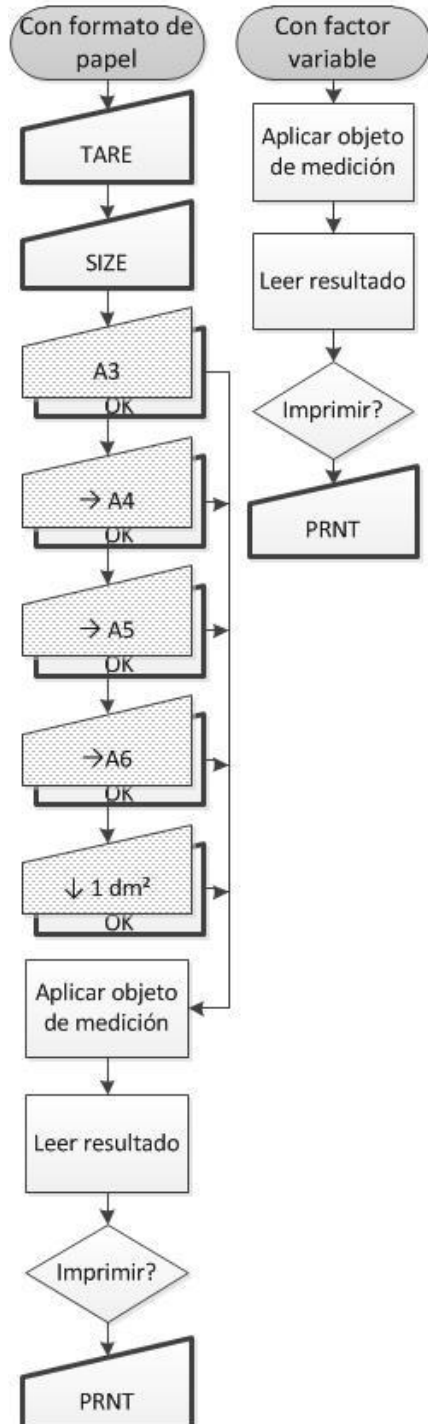 Con formato de
papel
TARE
SIZE
A3
OK
→ A4
OK
→ A5
OK
→A6
OK
↓ 1 dm²
OK
Aplicar objeto
de medición
Leer resultado
Imprimir?
PRNT
Con factor
variable
Aplicar objeto
de medición
Leer resultado
Imprimir?
PRNT